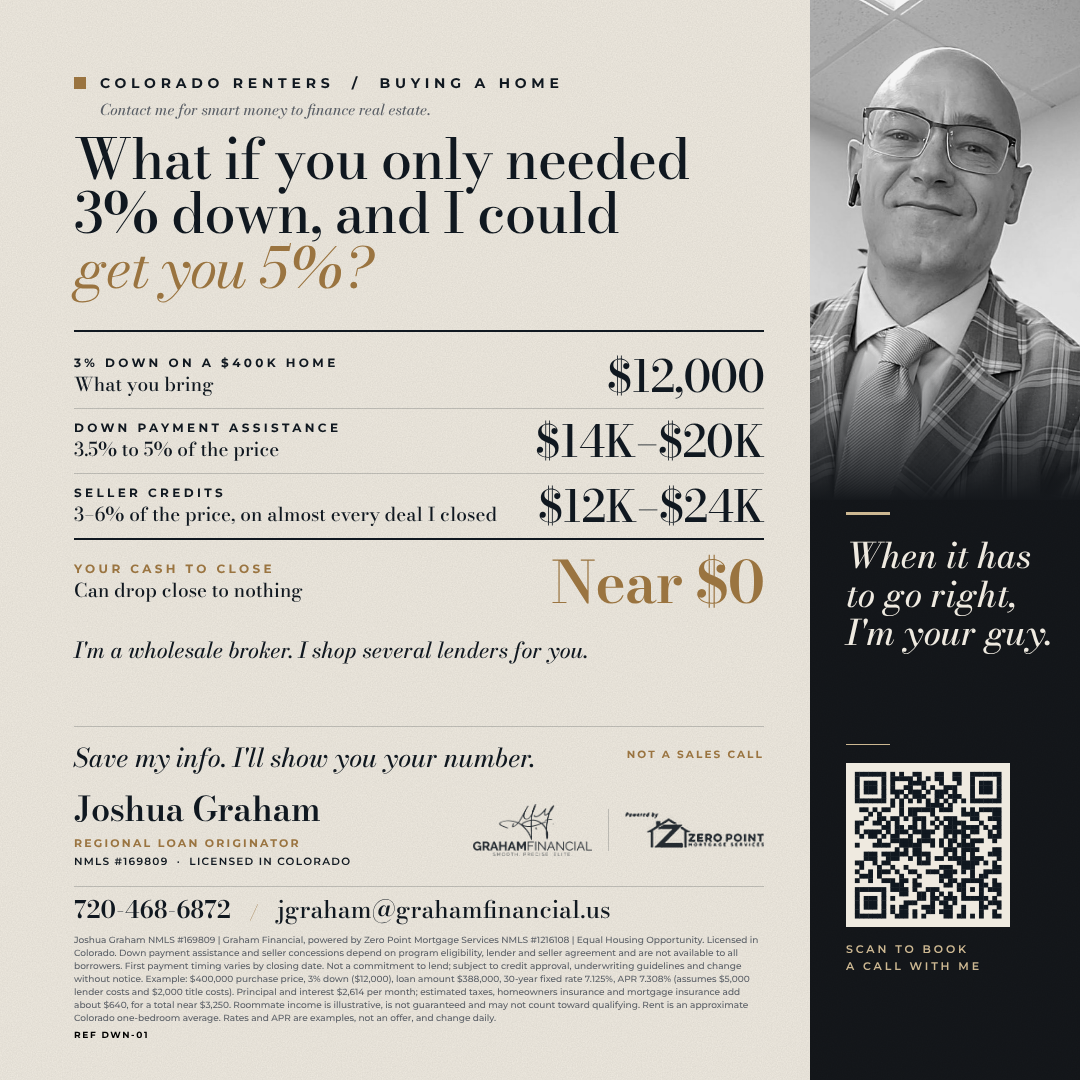 COLORADO RENTERS / BUYING A HOME
Contact me for smart money to finance real estate.
What if you only needed
3% down, and I could
get you 5%?
3% DOWN ON A $400K HOME
What you bring
$12,000
DOWN PAYMENT ASSISTANCE
3.5% to 5% of the price
$14K–$20K
SELLER CREDITS
3–6% of the price, on almost every deal I closed
$12K–$24K
YOUR CASH TO CLOSE
Can drop close to nothing
Near $0
I'm a wholesale broker. I shop several lenders for you.
Save my info. I'll show you your number.
NOT A SALES CALL
Joshua Graham
REGIONAL LOAN ORIGINATOR
NMLS #169809 · LICENSED IN COLORADO
GRAHAMFINANCIAL
SMOOTH. PRECISE. ELITE.
Powered by
ZERO POINT
MORTGAGE SERVICES
720-468-6872 / jgraham@grahamfinancial.us
Joshua Graham NMLS #169809 | Graham Financial, powered by Zero Point Mortgage Services NMLS #1216108 | Equal Housing Opportunity. Licensed in
Colorado. Down payment assistance and seller concessions depend on program eligibility, lender and seller agreement and are not available to all
borrowers. First payment timing varies by closing date. Not a commitment to lend; subject to credit approval, underwriting guidelines and change
without notice. Example: $400,000 purchase price, 3% down ($12,000), loan amount $388,000, 30-year fixed rate 7.125%, APR 7.308% (assumes $5,000
lender costs and $2,000 title costs). Principal and interest $2,614 per month; estimated taxes, homeowners insurance and mortgage insurance add
about $640, for a total near $3,250. Roommate income is illustrative, is not guaranteed and may not count toward qualifying. Rent is an approximate
Colorado one-bedroom average. Rates and APR are examples, not an offer, and change daily.
REF DWN-01
When it has
to go right,
I'm your guy.
SCAN TO BOOK
A CALL WITH ME